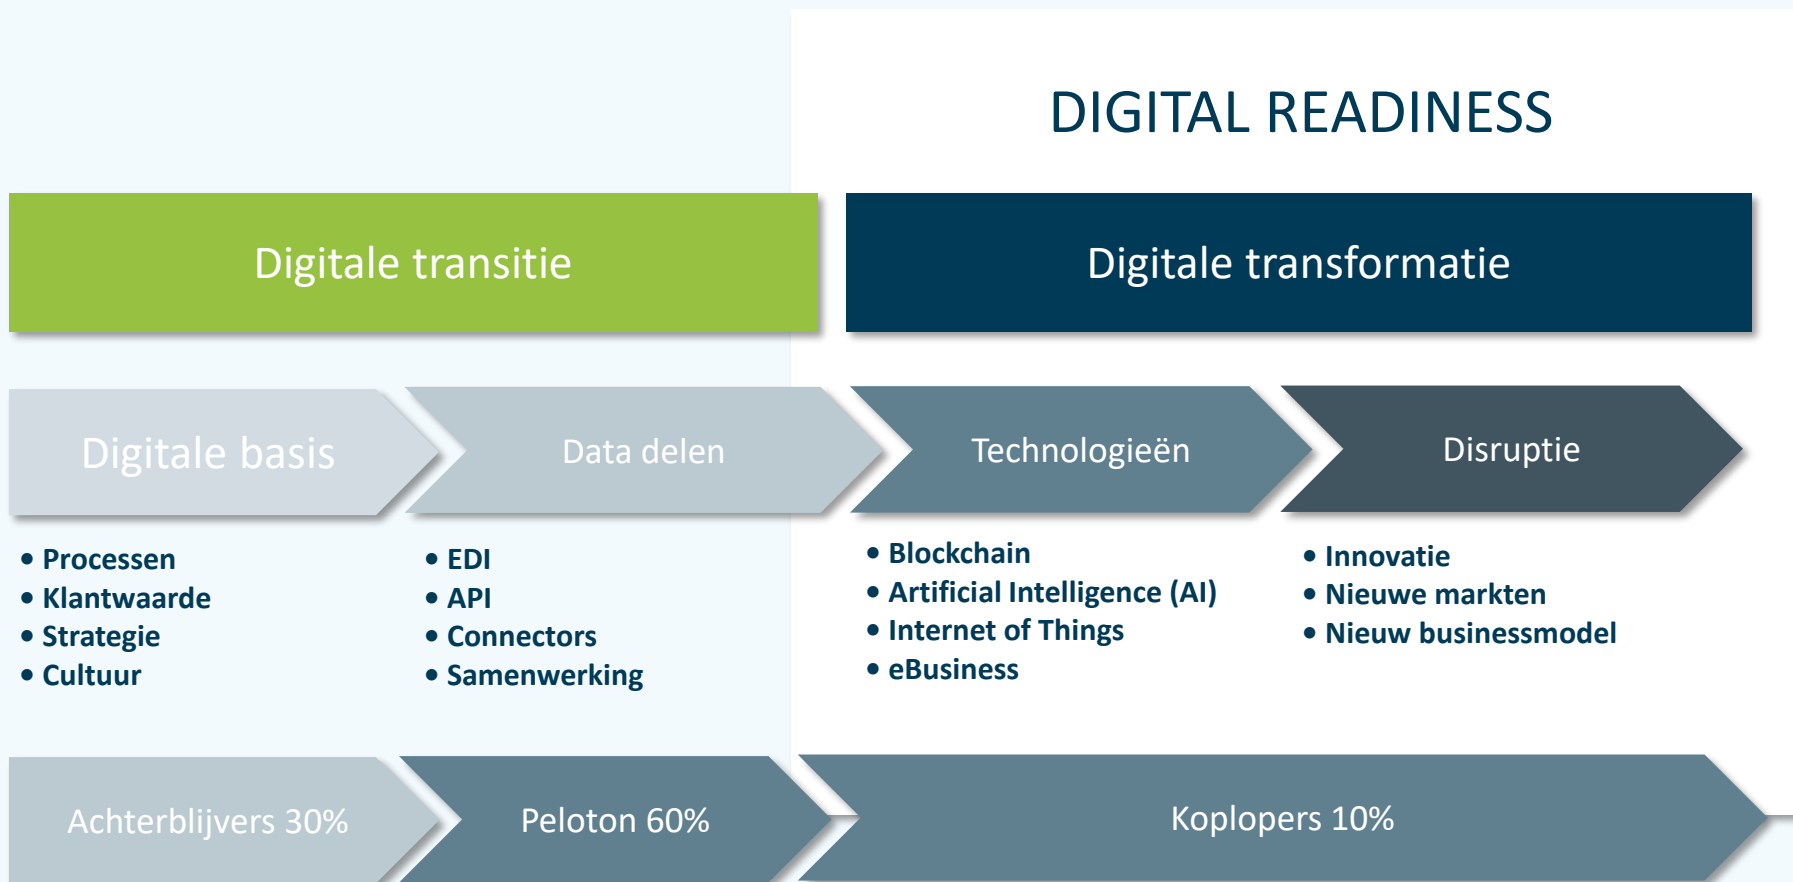 DIGITAL READINESS
Digitale transitie
Digitale transformatie
Digitale basis
Data delen
Technologieën
Disruptie
• Processen
• Klantwaarde
• Strategie
• Cultuur
• EDI
• API
• Connectors
• Samenwerking
• Blockchain
• Artificial Intelligence (AI)
• Internet of Things
• eBusiness
• Innovatie
• Nieuwe markten
• Nieuw businessmodel
Achterblijvers 30%
Peloton 60%
Koplopers 10%